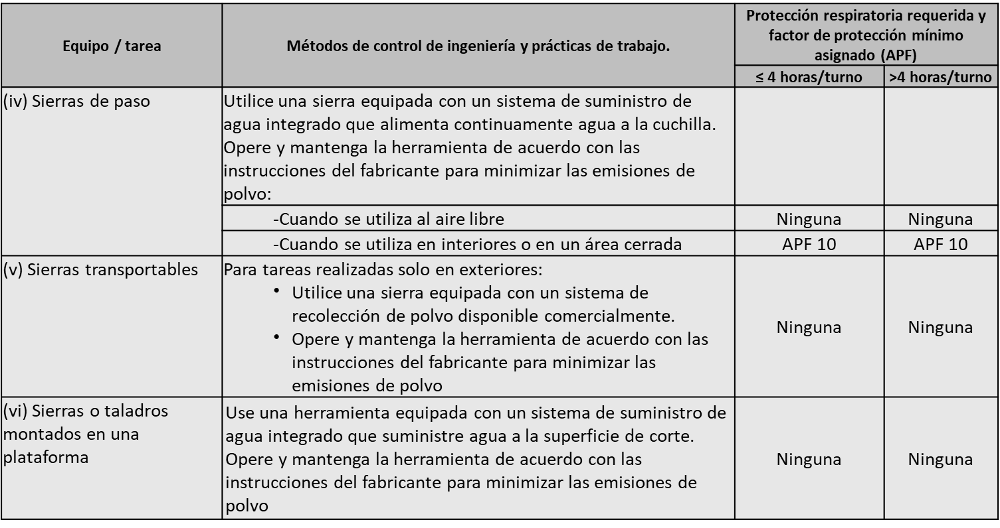 Equipo / tarea
Métodos de control de ingeniería y prácticas de trabajo.
Protección respiratoria requerida y
factor de protección mínimo
asignado (APF)
≤ 4 horas/turno
>4 horas/turno
(iv) Sierras de paso
Utilice una sierra equipada con un sistema de suministro de
agua integrado que alimenta continuamente agua a la cuchilla.
Opere y mantenga la herramienta de acuerdo con las
instrucciones del fabricante para minimizar las emisiones de
polvo:
-Cuando se utiliza al aire libre
Ninguna
Ninguna
-Cuando se utiliza en interiores o en un área cerrada
APF 10
APF 10
(v) Sierras transportables
Para tareas realizadas solo en exteriores:
• Utilice una sierra equipada con un sistema de
recolección de polvo disponible comercialmente.
• Opere y mantenga la herramienta de acuerdo con las
instrucciones del fabricante para minimizar las
emisiones de polvo
Ninguna
Ninguna
(vi) Sierras o taladros
montados en una
plataforma
Use una herramienta equipada con un sistema de suministro de
agua integrado que suministre agua a la superficie de corte.
Opere y mantenga la herramienta de acuerdo con las
instrucciones del fabricante para minimizar las emisiones de
polvo
Ninguna
Ninguna